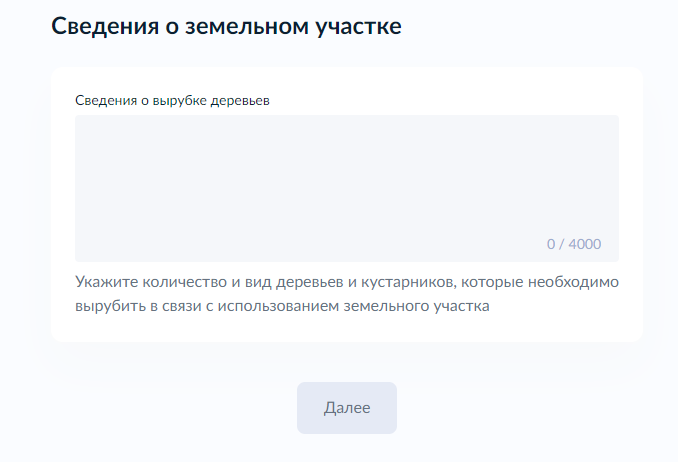 Сведения о земельном участке
Сведения о вырубке деревьев
0 / 4000
Укажите количество и вид деревьев и кустарников, которые необходимо
вырубить в связи с использованием земельного участка
Далее